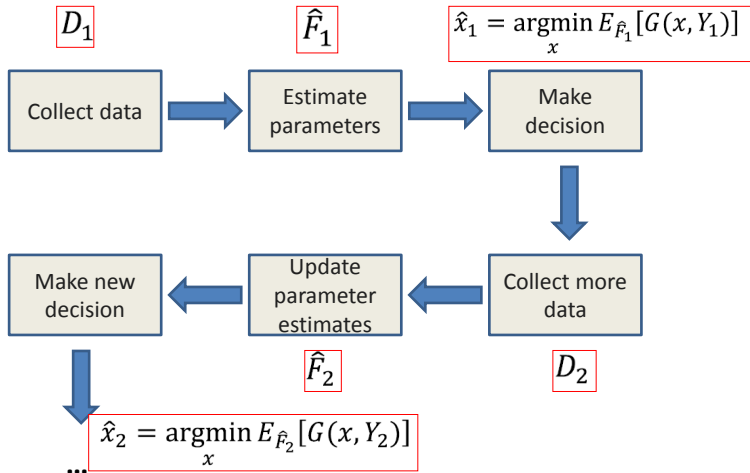 D₁
F̂₁
x̂₁ = argmin E_F̂₁[G(x, Y₁)]
x
Collect data
Estimate
parameters
Make
decision
Make new
decision
Update
parameter
estimates
Collect more
data
F̂₂
D₂
x̂₂ = argmin E_F̂₂[G(x, Y₂)]
x
...